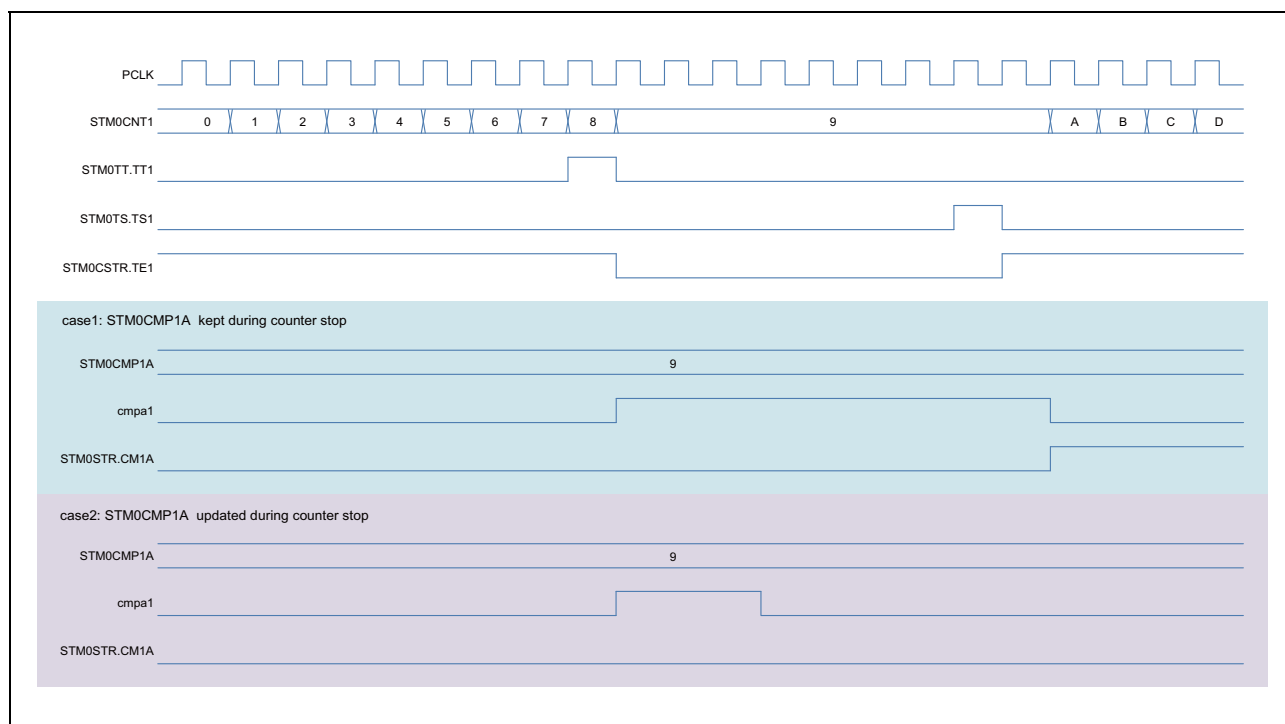 PCLK
STM0CNT1 0 1 2 3 4 5 6 7 8 9 A B C D
STM0TT.TT1
STM0TS.TS1
STM0CSTR.TE1
case1: STM0CMP1A kept during counter stop
STM0CMP1A 9
cmpa1
STM0STR.CM1A
case2: STM0CMP1A updated during counter stop
STM0CMP1A 9
cmpa1
STM0STR.CM1A